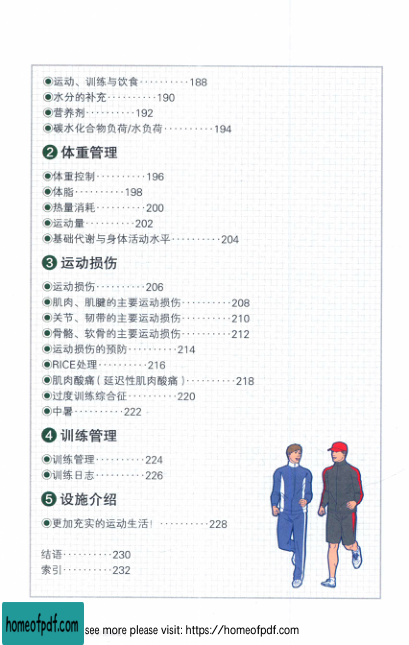 ◉运动、训练与饮食··········188
◉水分的补充··········190
◉营养剂··········192
◉碳水化合物负荷/水负荷··········194
2 体重管理
◉体重控制··········196
◉体脂··········198
◉热量消耗··········200
◉运动量··········202
◉基础代谢与身体活动水平··········204
3 运动损伤
◉运动损伤··········206
◉肌肉、肌腱的主要运动损伤··········208
◉关节、韧带的主要运动损伤··········210
◉骨骼、软骨的主要运动损伤··········212
◉运动损伤的预防··········214
◉RICE处理··········216
◉肌肉酸痛（延迟性肌肉酸痛）··········218
◉过度训练综合征··········220
◉中暑··········222
4 训练管理
◉训练管理··········224
◉训练日志··········226
5 设施介绍
◉更加充实的运动生活！··········228
结语··········230
索引··········232
homeofpdf.com
see more please visit: https://homeofpdf.com